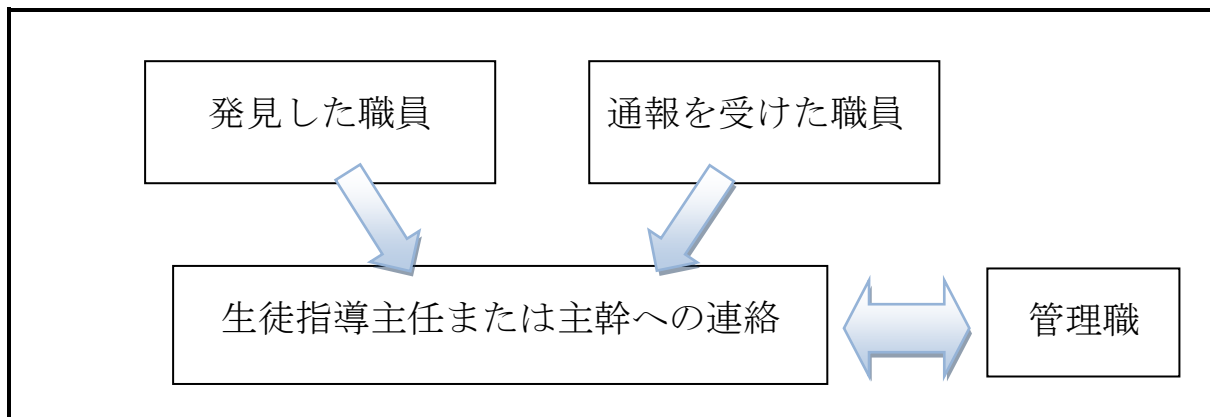 発見した職員
通報を受けた職員
生徒指導主任または主幹への連絡
管理職